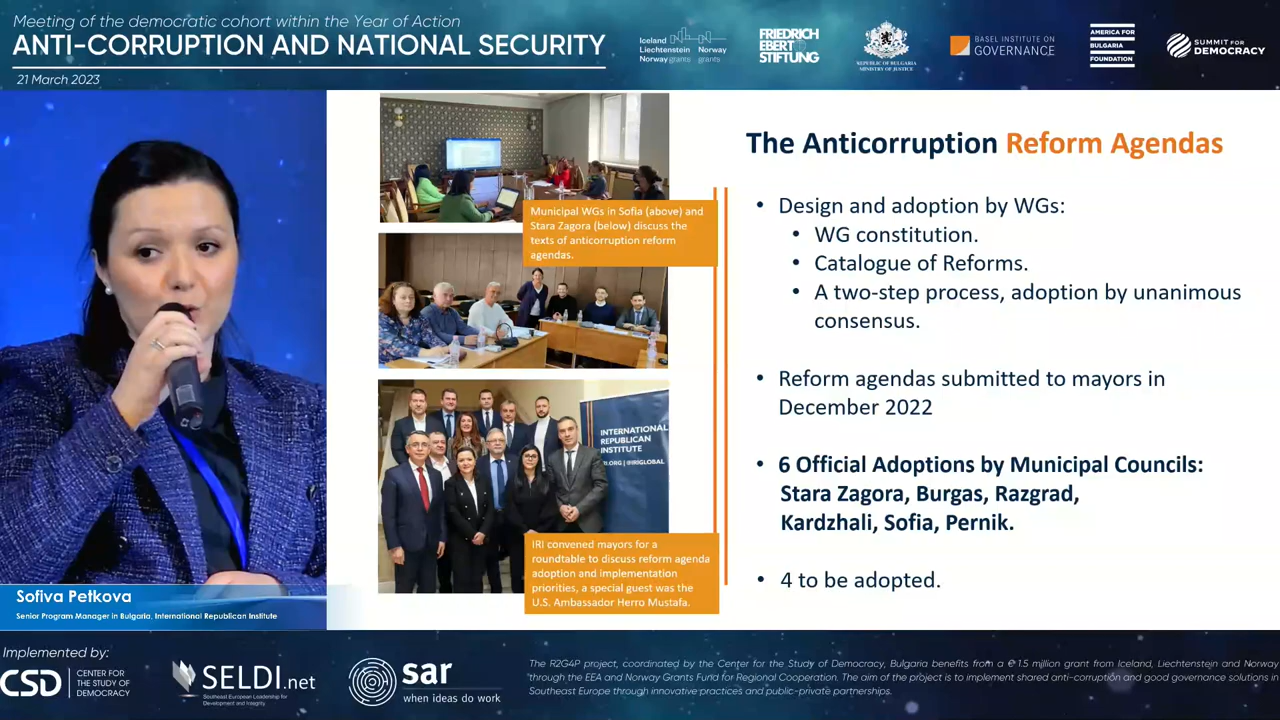 Meeting of the democratic cohort within the Year of Action
ANTI-CORRUPTION AND NATIONAL SECURITY
21 March 2023
Iceland
Liechtenstein Norway
Norway grants grants
FRIEDRICH
EBERT
STIFTUNG
REPUBLIC OF BULGARIA
MINISTRY OF JUSTICE
BASEL INSTITUTE ON
GOVERNANCE
AMERICA FOR
BULGARIA
FOUNDATION
SUMMIT FOR
DEMOCRACY
The Anticorruption Reform Agendas
Municipal WGs in Sofia (above) and
Stara Zagora (below) discuss the
texts of anticorruption reform
agendas.
• Design and adoption by WGs:
• WG constitution.
• Catalogue of Reforms.
• A two-step process, adoption by unanimous
consensus.
• Reform agendas submitted to mayors in
December 2022
• 6 Official Adoptions by Municipal Councils:
Stara Zagora, Burgas, Razgrad,
Kardzhali, Sofia, Pernik.
• 4 to be adopted.
INTERNATIONAL
REPUBLICAN
INSTITUTE
IRI.ORG | @IRIGLOBAL
IRI convened mayors for a
roundtable to discuss reform agenda
adoption and implementation
priorities, a special guest was the
U.S. Ambassador Herro Mustafa.
Sofiva Petkova
Senior Program Manager in Bulgaria, International Republican Institute
Implemented by:
CSD
CENTER FOR
THE STUDY OF
DEMOCRACY
SELDI.net
Southeast European Leadership for
Development and Integrity
sar
when ideas do work
The R2G4P project, coordinated by the Center for the Study of Democracy, Bulgaria benefits from a € 1.5 million grant from Iceland, Liechtenstein and Norway
through the EEA and Norway Grants Fund for Regional Cooperation. The aim of the project is to implement shared anti-corruption and good governance solutions in
Southeast Europe through innovative practices and public-private partnerships.